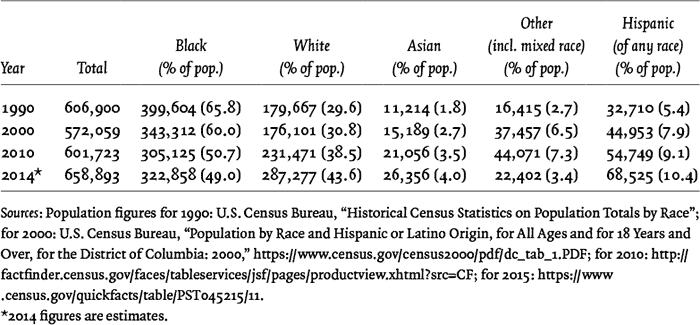 Other Hispanic
Black White Asian (incl. mixed race) (of any race)
Year Total (% of pop.) (% of pop.) (% of pop.) (% of pop.) (% of pop.)
1990 606,900 399,604 (65.8) 179,667 (29.6) 11,214 (1.8) 16,415 (2.7) 32,710 (5.4)
2000 572,059 343,312 (60.0) 176,101 (30.8) 15,189 (2.7) 37,457 (6.5) 44,953 (7.9)
2010 601,723 305,125 (50.7) 231,471 (38.5) 21,056 (3.5) 44,071 (7.3) 54,749 (9.1)
2014* 658,893 322,858 (49.0) 287,277 (43.6) 26,356 (4.0) 22,402 (3.4) 68,525 (10.4)
Sources: Population figures for 1990: U.S. Census Bureau, “Historical Census Statistics on Population Totals by Race”;
for 2000: U.S. Census Bureau, “Population by Race and Hispanic or Latino Origin, for All Ages and for 18 Years and
Over, for the District of Columbia: 2000,” https://www.census.gov/census2000/pdf/dc_tab_1.PDF; for 2010: http://
factfinder.census.gov/faces/tableservices/jsf/pages/productview.xhtml?src=CF; for 2015: https://www
.census.gov/quickfacts/table/PST045215/11.
*2014 figures are estimates.